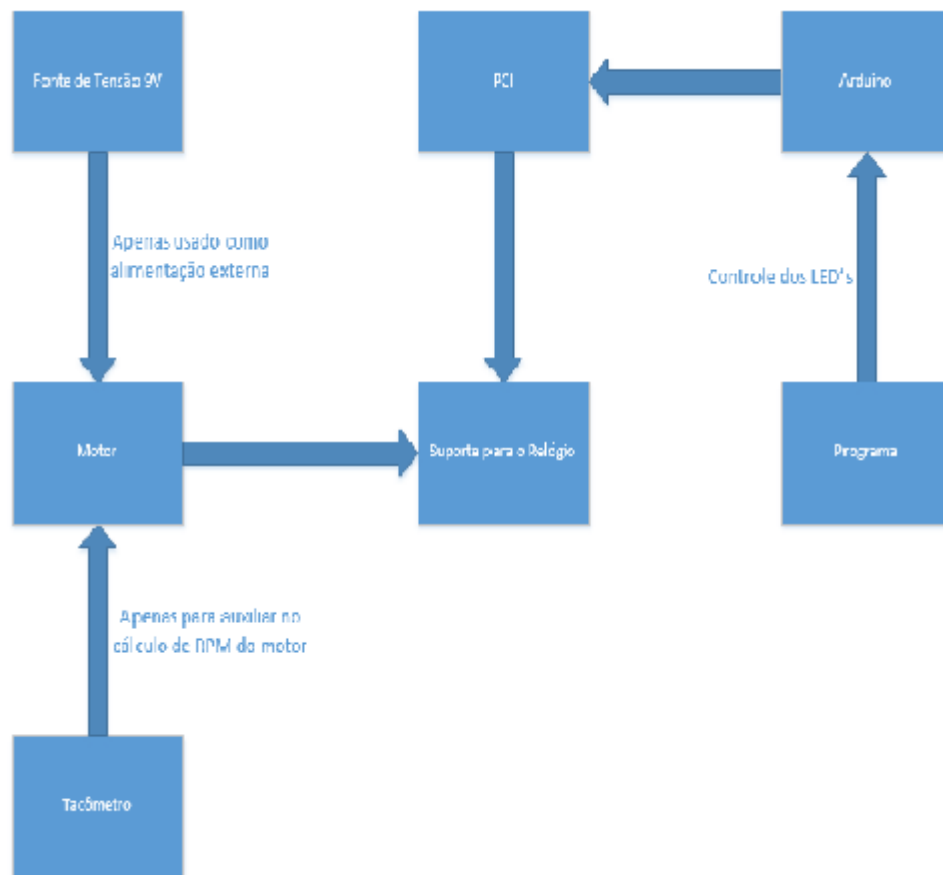 Fonte de Tensão 9V
PCI
Arduino
Apenas usado como
alimentação externa
Controle dos LED's
Motor
Suporte para o Relógio
Programa
Apenas para auxiliar no
cálculo de RPM do motor
Tacômetro